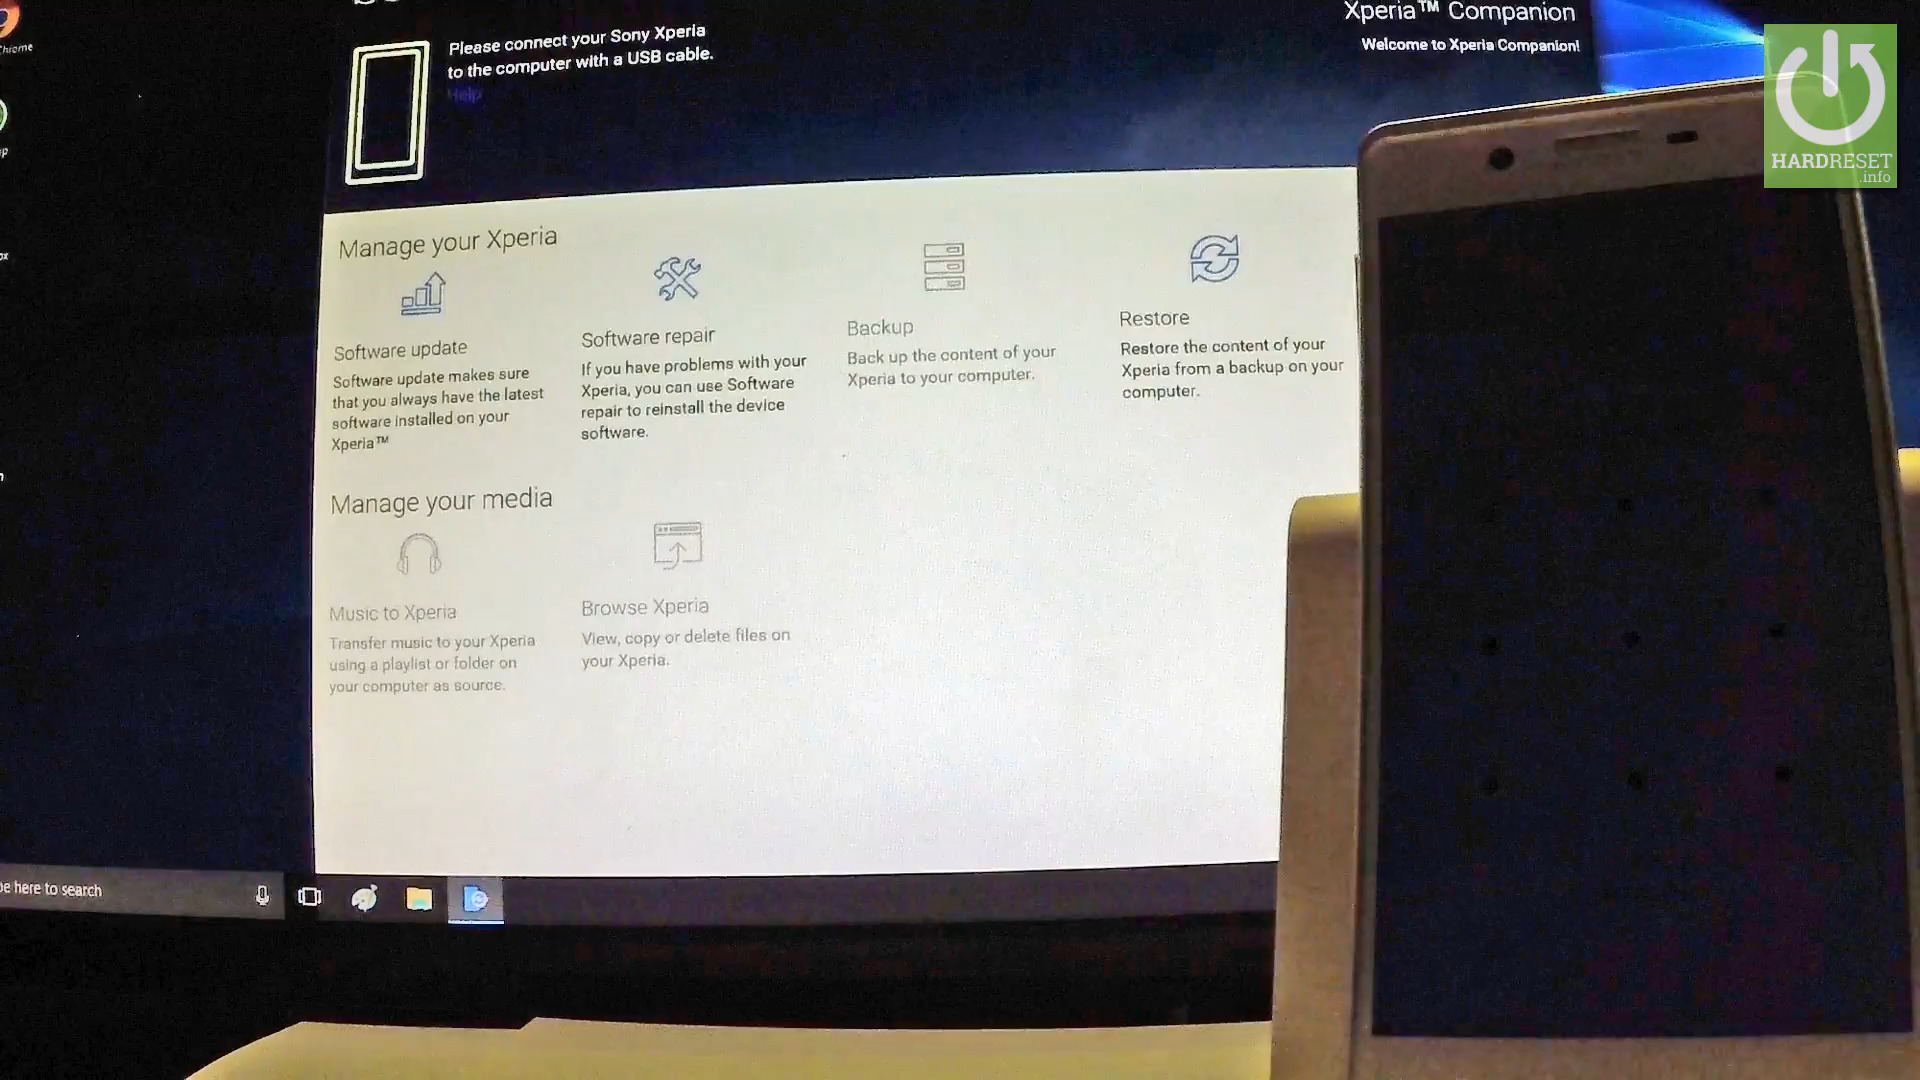 Xperia™ Companion
Welcome to Xperia Companion!
Please connect your Sony Xperia
to the computer with a USB cable.
Help
Manage your Xperia
Software update
Software update makes sure
that you always have the latest
software installed on your
Xperia™
Software repair
If you have problems with your
Xperia, you can use Software
repair to reinstall the device
software.
Backup
Back up the content of your
Xperia to your computer.
Restore
Restore the content of your
Xperia from a backup on your
computer.
Manage your media
Music to Xperia
Transfer music to your Xperia
using a playlist or folder on
your computer as source.
Browse Xperia
View, copy or delete files on
your Xperia.
here to search
HARDRESET
.info